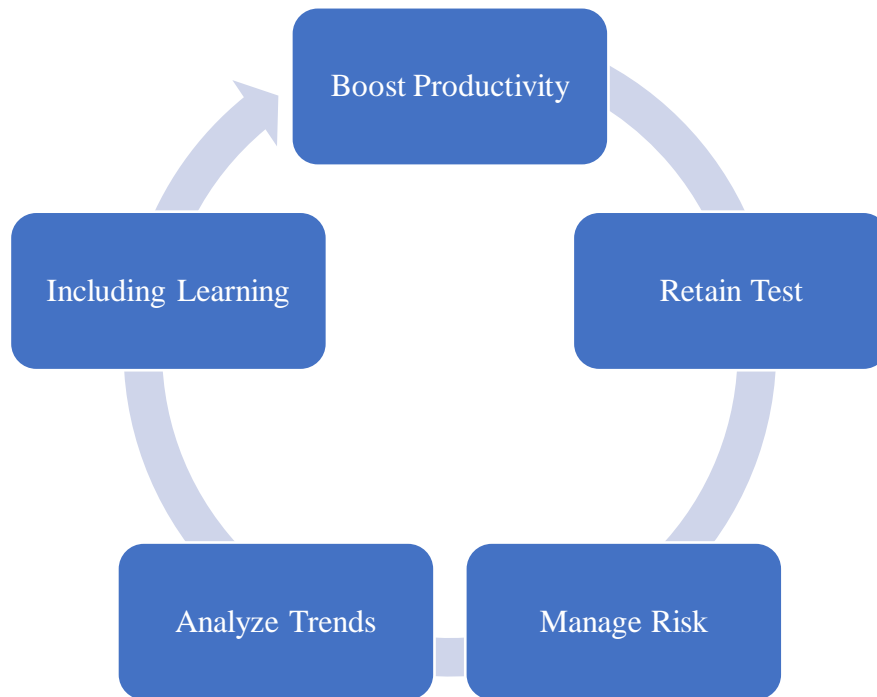 Boost Productivity
Retain Test
Manage Risk
Analyze Trends
Including Learning